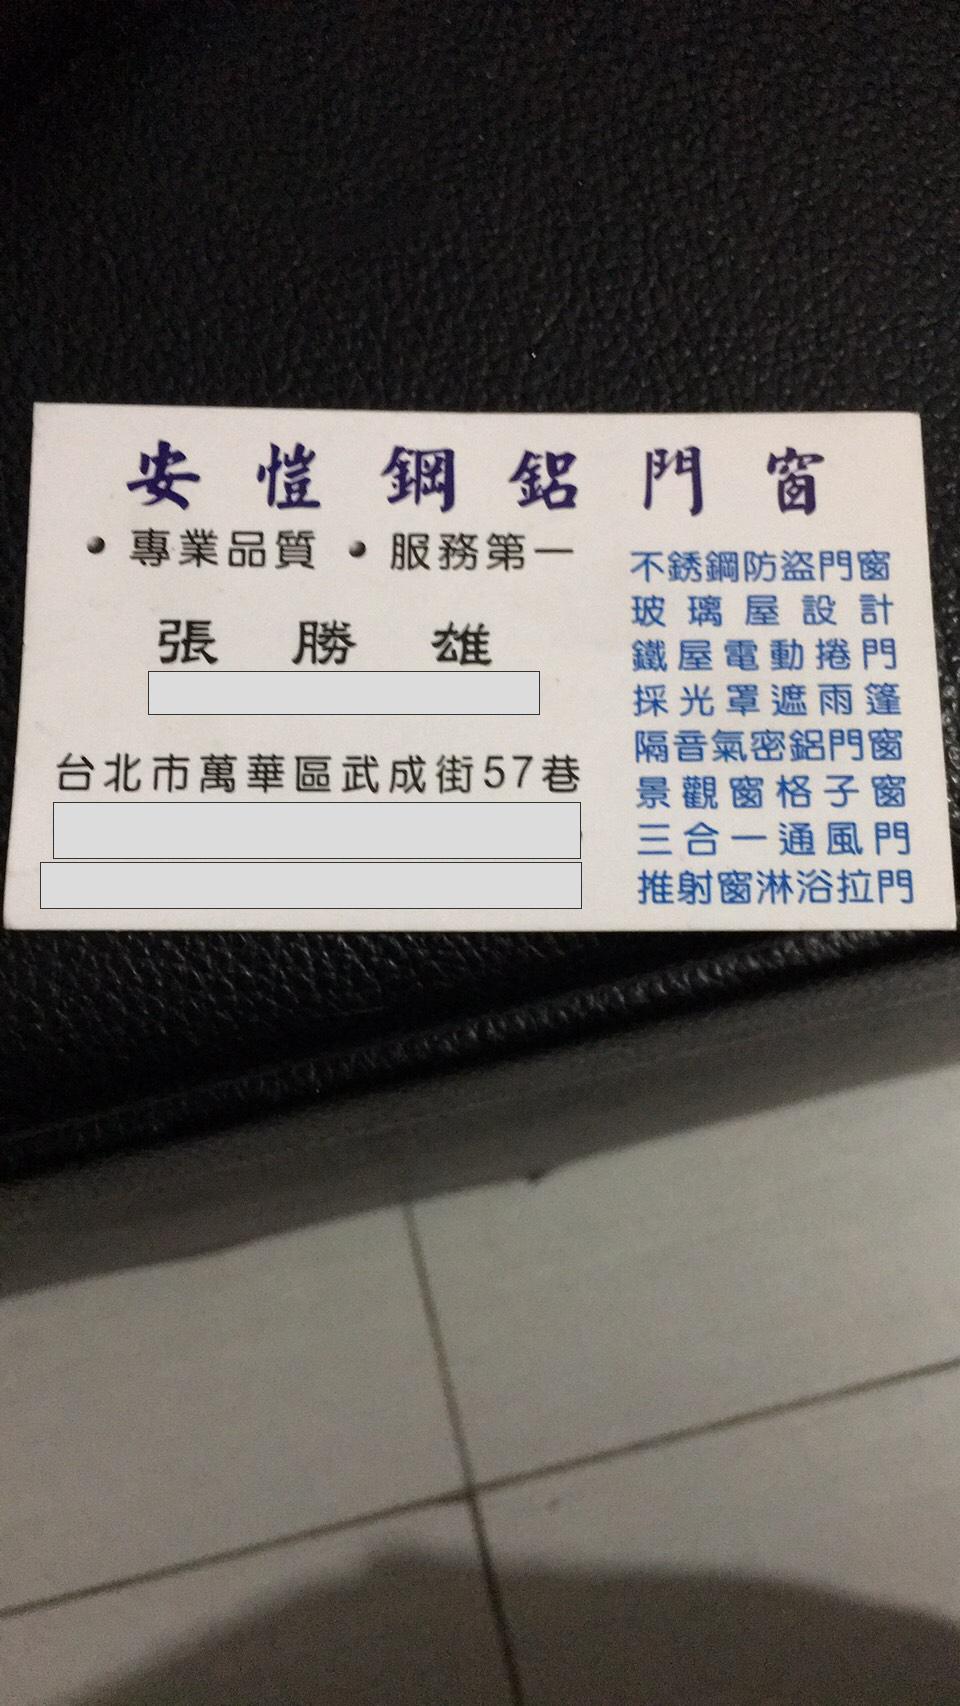 安愷鋼鋁門窗
•專業品質 •服務第一
張勝雄
台北市萬華區武成街57巷
不銹鋼防盜門窗
玻璃屋設計
鐵屋電動捲門
採光罩遮雨篷
隔音氣密鋁門窗
景觀窗格子窗
三合一通風門
推射窗淋浴拉門